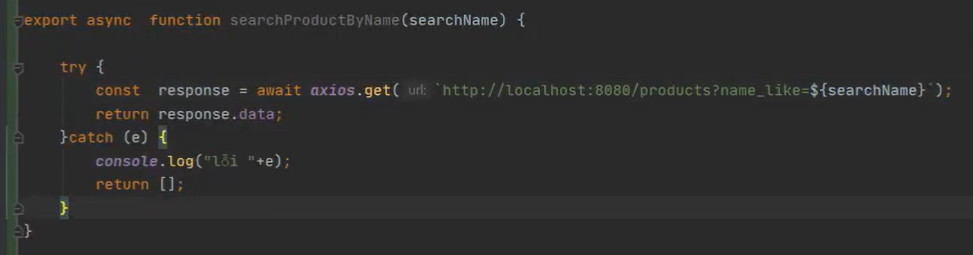 export async  function searchProductByName(searchName) {
try {
const  response = await axios.get( url: `http://localhost:8080/products?name_like=${searchName}`);
return response.data;
}catch (e) {
console.log("lỗi "+e);
return [];
}
}